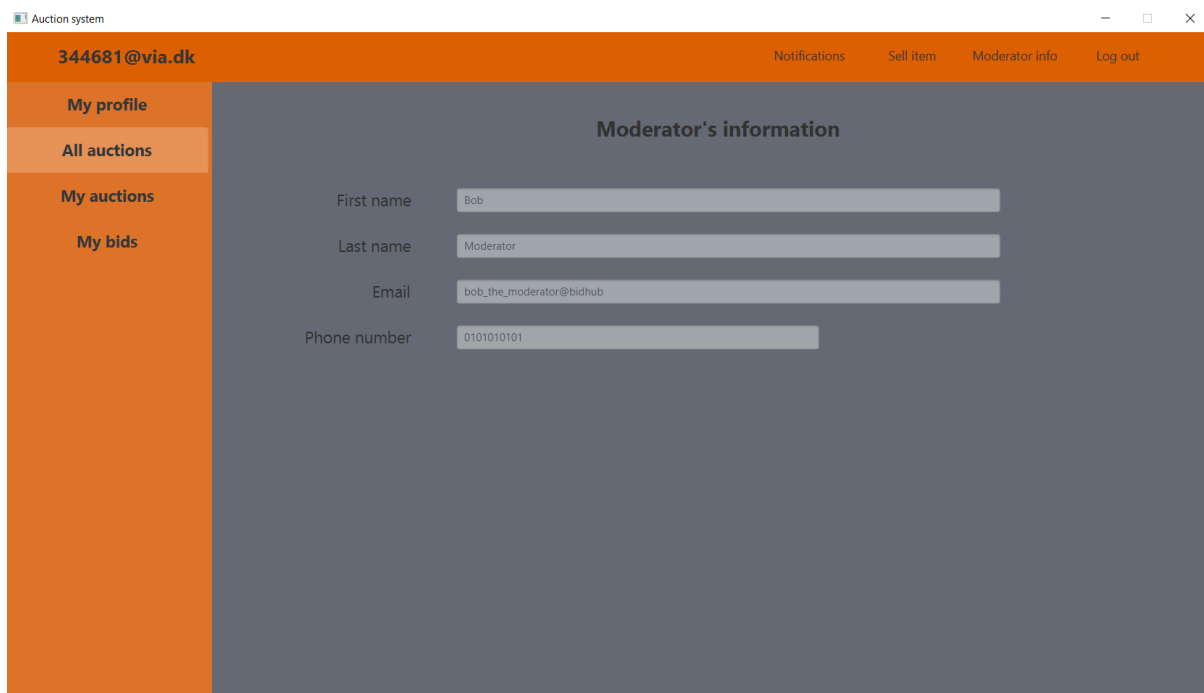 Auction system
344681@via.dk
Notifications
Sell item
Moderator info
Log out
My profile
All auctions
My auctions
My bids
Moderator's information
First name
Bob
Last name
Moderator
Email
bob_the_moderator@bidhub
Phone number
0101010101